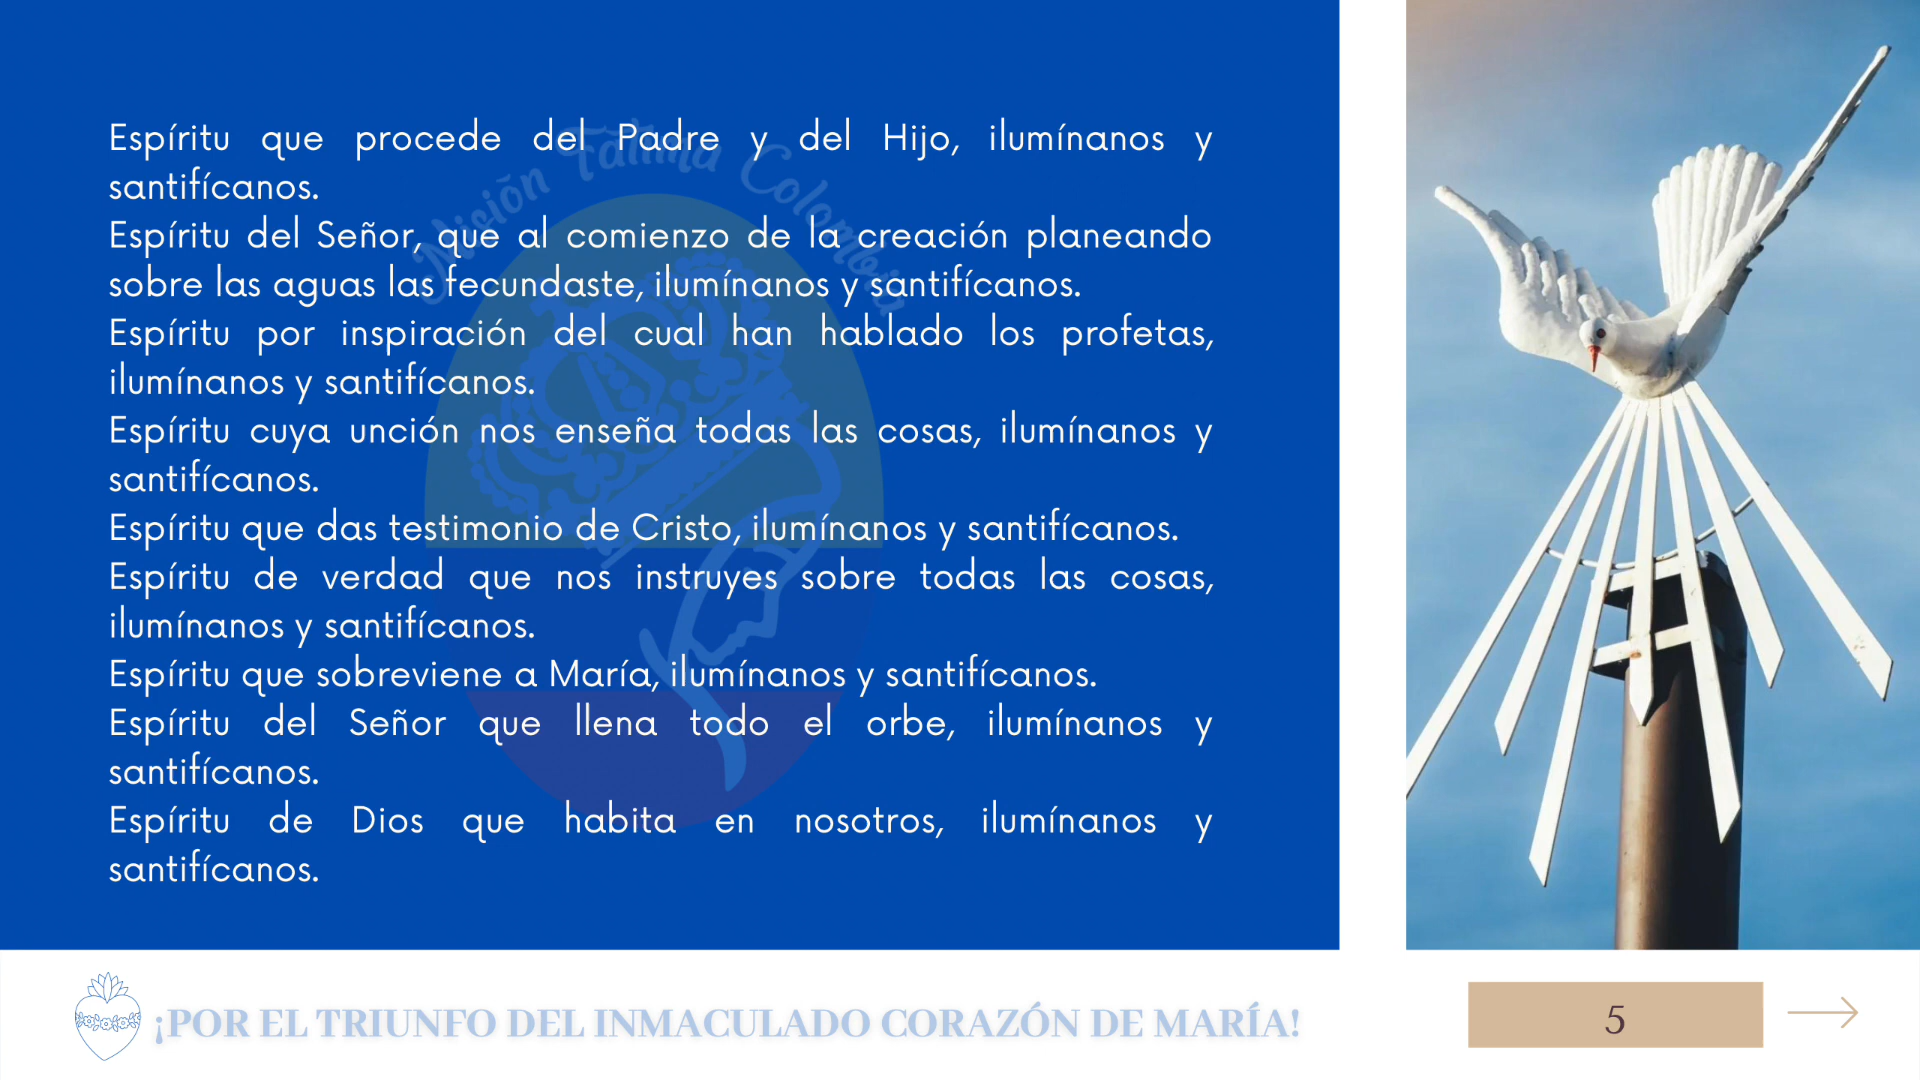 Misión Fátima Colombia
Espíritu que procede del Padre y del Hijo, ilumínanos y
santifícanos.
Espíritu del Señor, que al comienzo de la creación planeando
sobre las aguas las fecundaste, ilumínanos y santifícanos.
Espíritu por inspiración del cual han hablado los profetas,
ilumínanos y santifícanos.
Espíritu cuya unción nos enseña todas las cosas, ilumínanos y
santifícanos.
Espíritu que das testimonio de Cristo, ilumínanos y santifícanos.
Espíritu de verdad que nos instruyes sobre todas las cosas,
ilumínanos y santifícanos.
Espíritu que sobreviene a María, ilumínanos y santifícanos.
Espíritu del Señor que llena todo el orbe, ilumínanos y
santifícanos.
Espíritu de Dios que habita en nosotros, ilumínanos y
santifícanos.
¡POR EL TRIUNFO DEL INMACULADO CORAZÓN DE MARÍA!
5